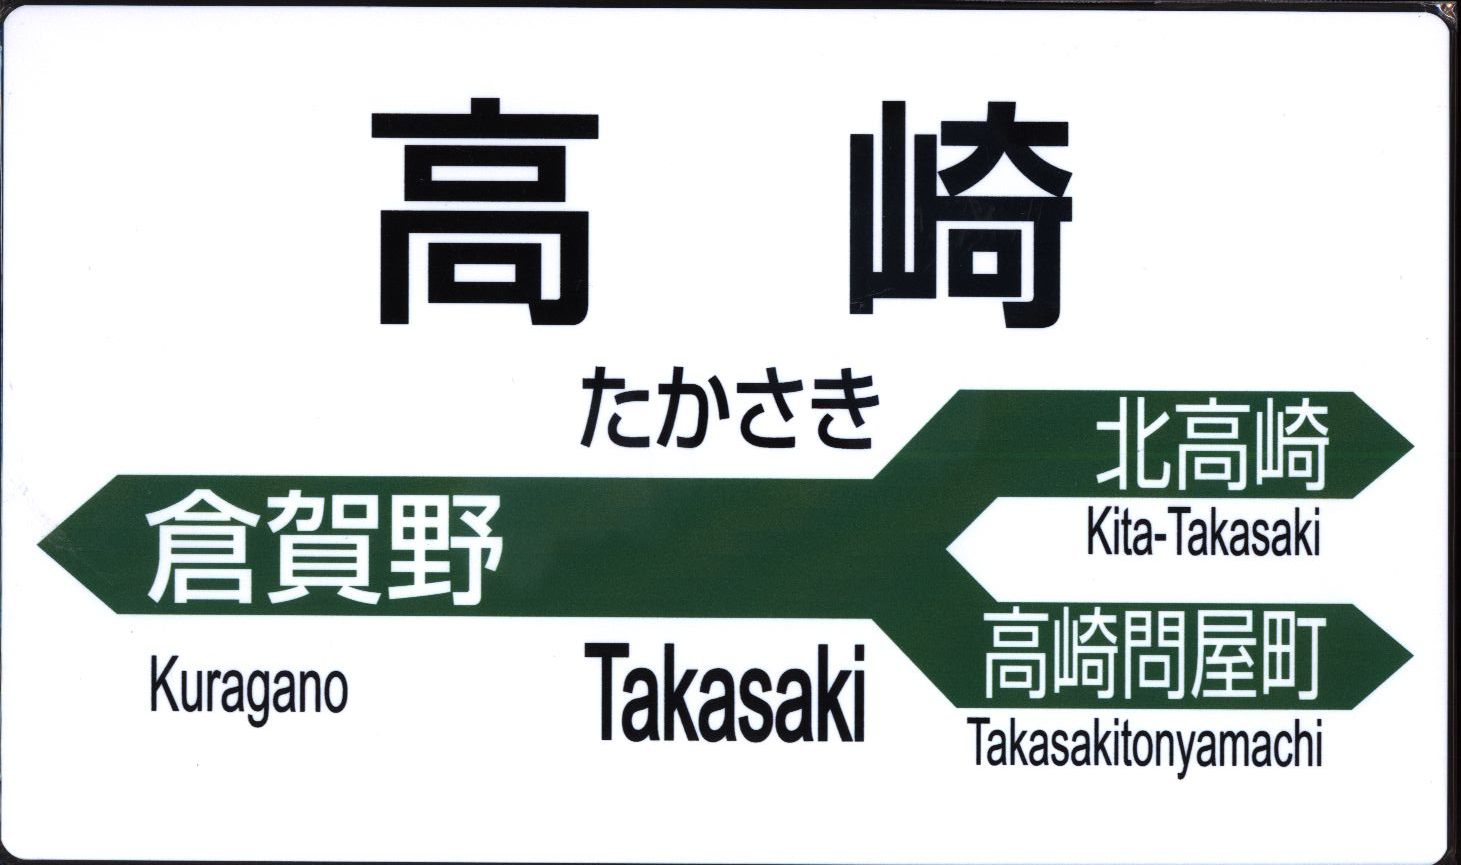 高崎
たかさき
北高崎
Kita-Takasaki
倉賀野
高崎問屋町
Kuragano
Takasaki
Takasakitonyamachi